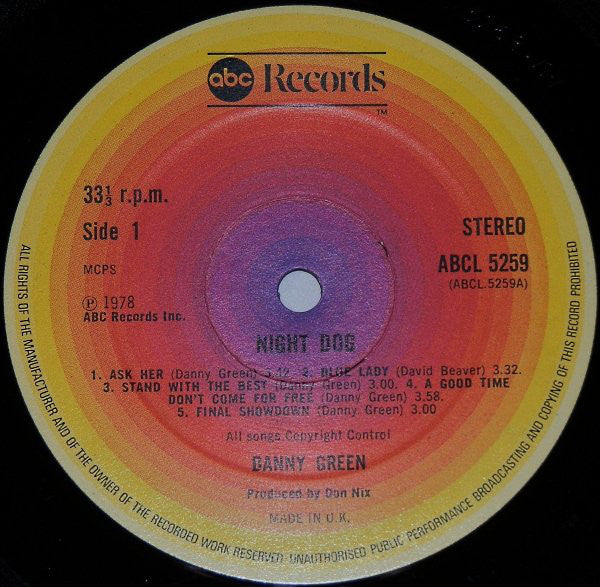 abc Records
TM
33⅓ r.p.m.
Side 1
MCPS
Ⓟ 1978
ABC Records Inc.
STEREO
ABCL 5259
(ABCL.5259A)
NIGHT DOG
1. ASK HER (Danny Green) 3.42. 2. BLUE LADY (David Beaver) 3.32.
3. STAND WITH THE BEST (Danny Green) 3.00. 4. A GOOD TIME
DON'T COME FOR FREE (Danny Green) 3.58.
5. FINAL SHOWDOWN (Danny Green) 3.00
All songs Copyright Control
DANNY GREEN
Produced by Don Nix
MADE IN U.K.
ALL RIGHTS OF THE MANUFACTURER AND OF THE OWNER OF THE RECORDED WORK RESERVED UNAUTHORISED PUBLIC PERFORMANCE BROADCASTING AND COPYING OF THIS RECORD PROHIBITED